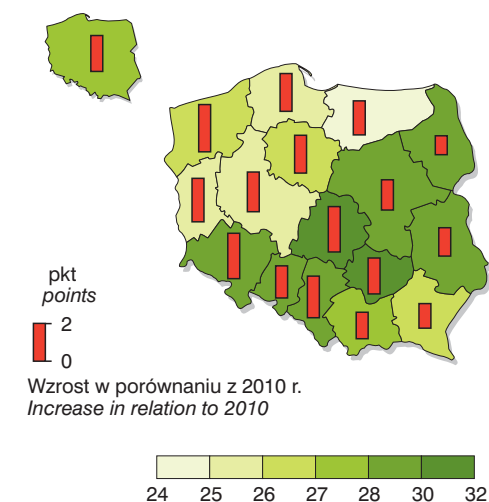 pkt
points
2
0
Wzrost w porównaniu z 2010 r.
Increase in relation to 2010
24 25 26 27 28 30 32